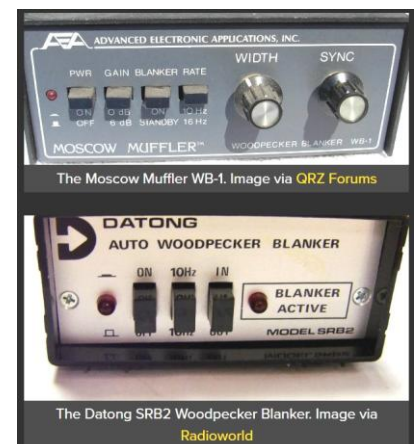 AEA ADVANCED ELECTRONIC APPLICATIONS, INC.
WIDTH SYNC
PWR GAIN BLANKER RATE
ON 0 dB ON 10 Hz
OFF 6 dB STANDBY 16 Hz
MOSCOW MUFFLER™ WOODPECKER BLANKER WB-1
The Moscow Muffler WB-1. Image via QRZ Forums
DATONG
AUTO WOODPECKER BLANKER
ON 10Hz IN
BLANKER
ACTIVE
OFF 16Hz OUT
MODEL SRB2
The Datong SRB2 Woodpecker Blanker. Image via
Radioworld